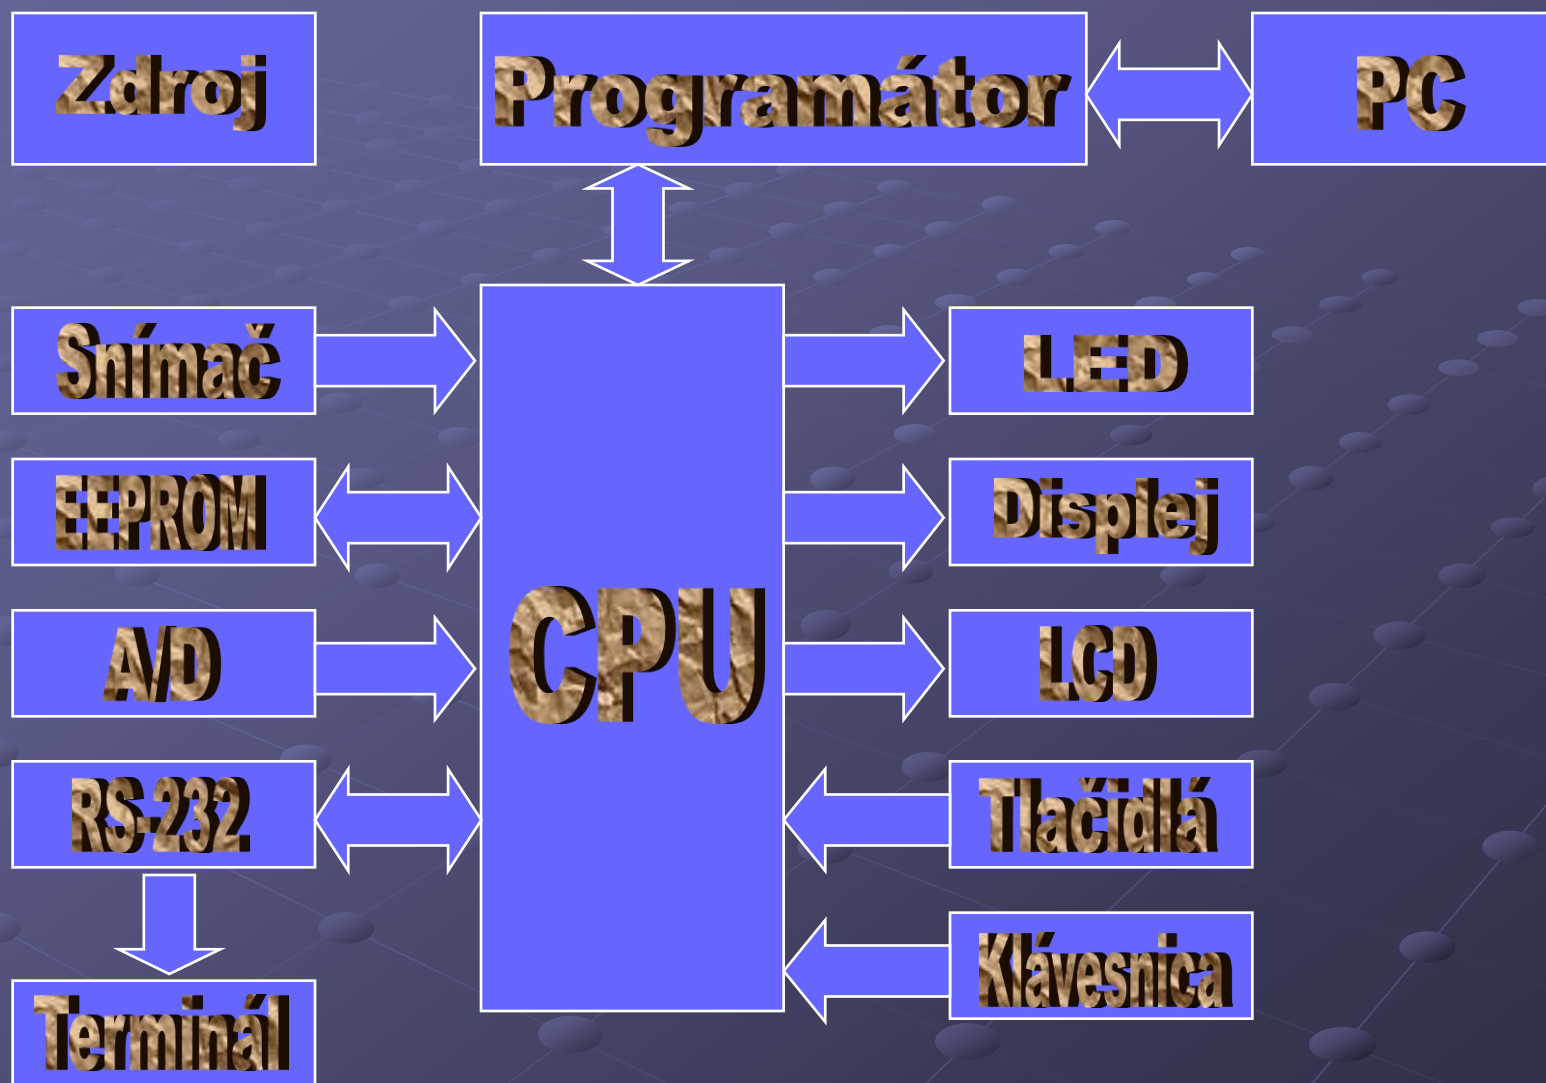 Zdroj
Programátor
PC
Snímač
LED
EEPROM
Displej
CPU
A/D
LCD
RS-232
Tlačidlá
Klávesnica
Terminál